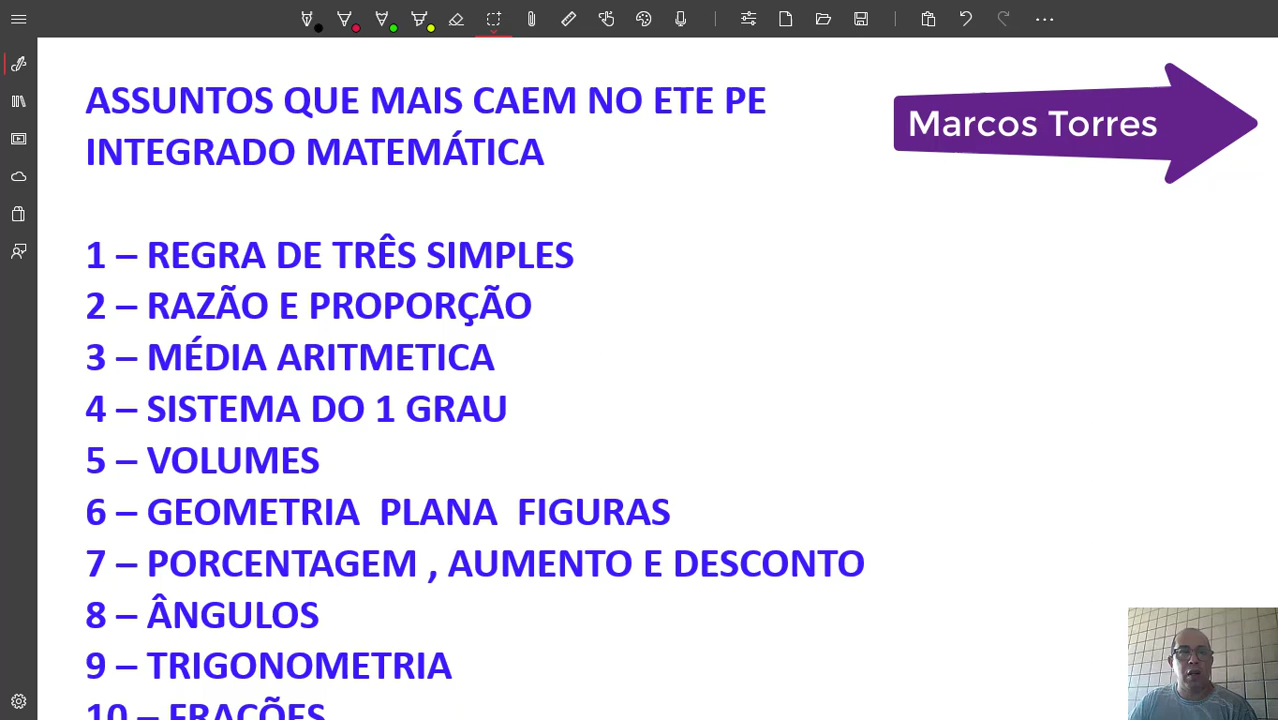 ASSUNTOS QUE MAIS CAEM NO ETE PE
INTEGRADO MATEMÁTICA
Marcos Torres
1 – REGRA DE TRÊS SIMPLES
2 – RAZÃO E PROPORÇÃO
3 – MÉDIA ARITMETICA
4 – SISTEMA DO 1 GRAU
5 – VOLUMES
6 – GEOMETRIA PLANA FIGURAS
7 – PORCENTAGEM , AUMENTO E DESCONTO
8 – ÂNGULOS
9 – TRIGONOMETRIA
10 – FRAÇÕES